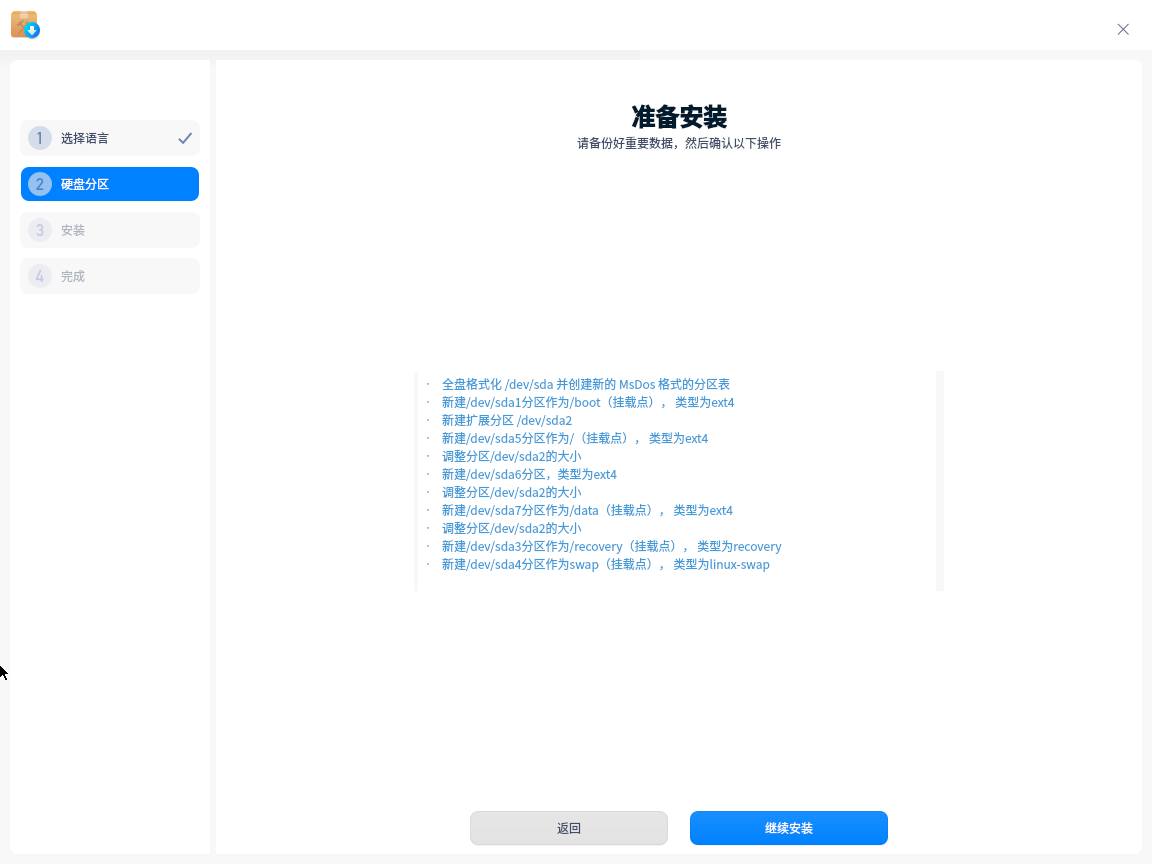 准备安装
请备份好重要数据，然后确认以下操作
1 选择语言
2 硬盘分区
3 安装
4 完成
· 全盘格式化 /dev/sda 并创建新的 MsDos 格式的分区表
· 新建/dev/sda1分区作为/boot（挂载点）， 类型为ext4
· 新建扩展分区 /dev/sda2
· 新建/dev/sda5分区作为/（挂载点）， 类型为ext4
· 调整分区/dev/sda2的大小
· 新建/dev/sda6分区，类型为ext4
· 调整分区/dev/sda2的大小
· 新建/dev/sda7分区作为/data（挂载点）， 类型为ext4
· 调整分区/dev/sda2的大小
· 新建/dev/sda3分区作为/recovery（挂载点）， 类型为recovery
· 新建/dev/sda4分区作为swap（挂载点）， 类型为linux-swap
返回
继续安装